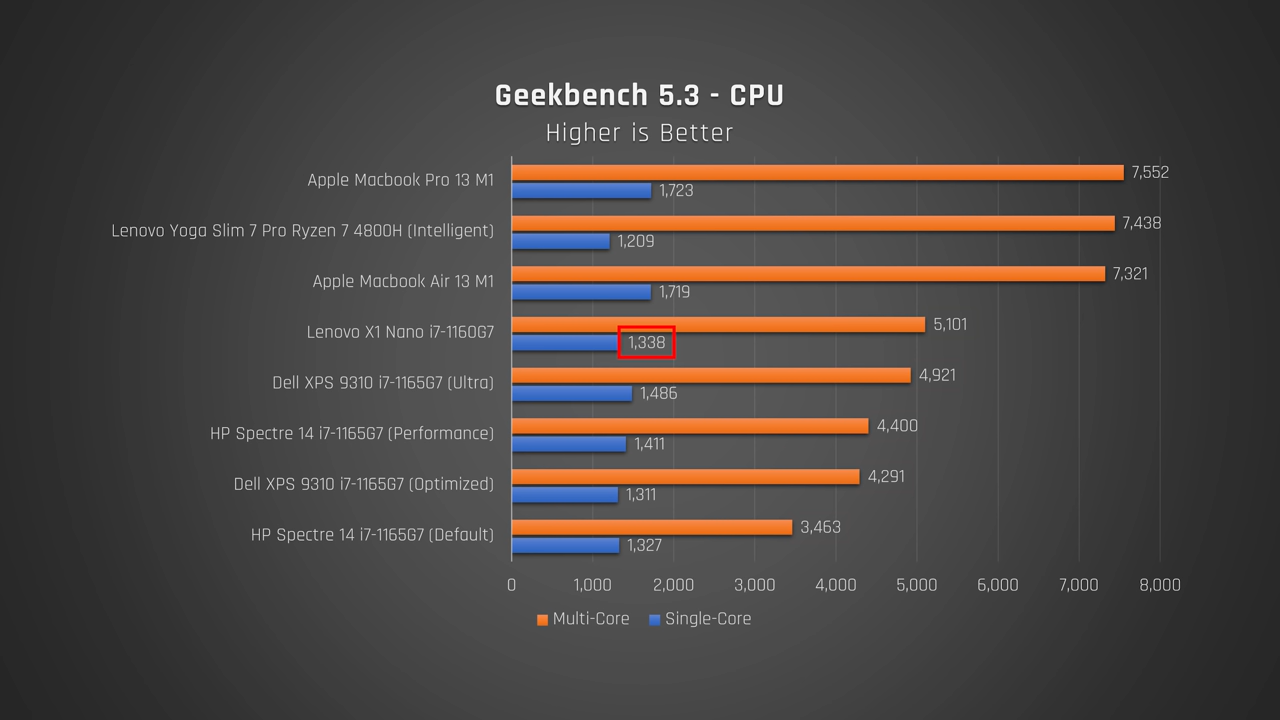 Geekbench 5.3 - CPU
Higher is Better
Apple Macbook Pro 13 M1
7,552
1,723
Lenovo Yoga Slim 7 Pro Ryzen 7 4800H (Intelligent)
7,438
1,209
Apple Macbook Air 13 M1
7,321
1,719
Lenovo X1 Nano i7-1160G7
5,101
1,338
Dell XPS 9310 i7-1165G7 (Ultra)
4,921
1,486
HP Spectre 14 i7-1165G7 (Performance)
4,400
1,411
Dell XPS 9310 i7-1165G7 (Optimized)
4,291
1,311
HP Spectre 14 i7-1165G7 (Default)
3,463
1,327
0 1,000 2,000 3,000 4,000 5,000 6,000 7,000 8,000
Multi-Core Single-Core